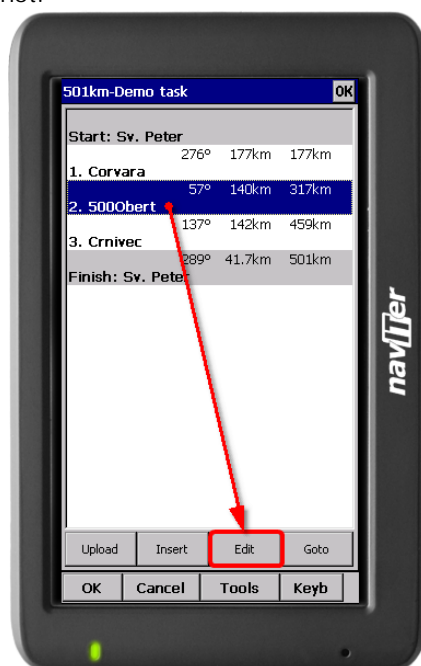 501km-Demo task OK
Start: Sv. Peter
276° 177km 177km
1. Corvara
57° 140km 317km
2. 500Obert
137° 142km 459km
3. Crnivec
289° 41.7km 501km
Finish: Sv. Peter
naviter
Upload Insert Edit Goto
OK Cancel Tools Keyb